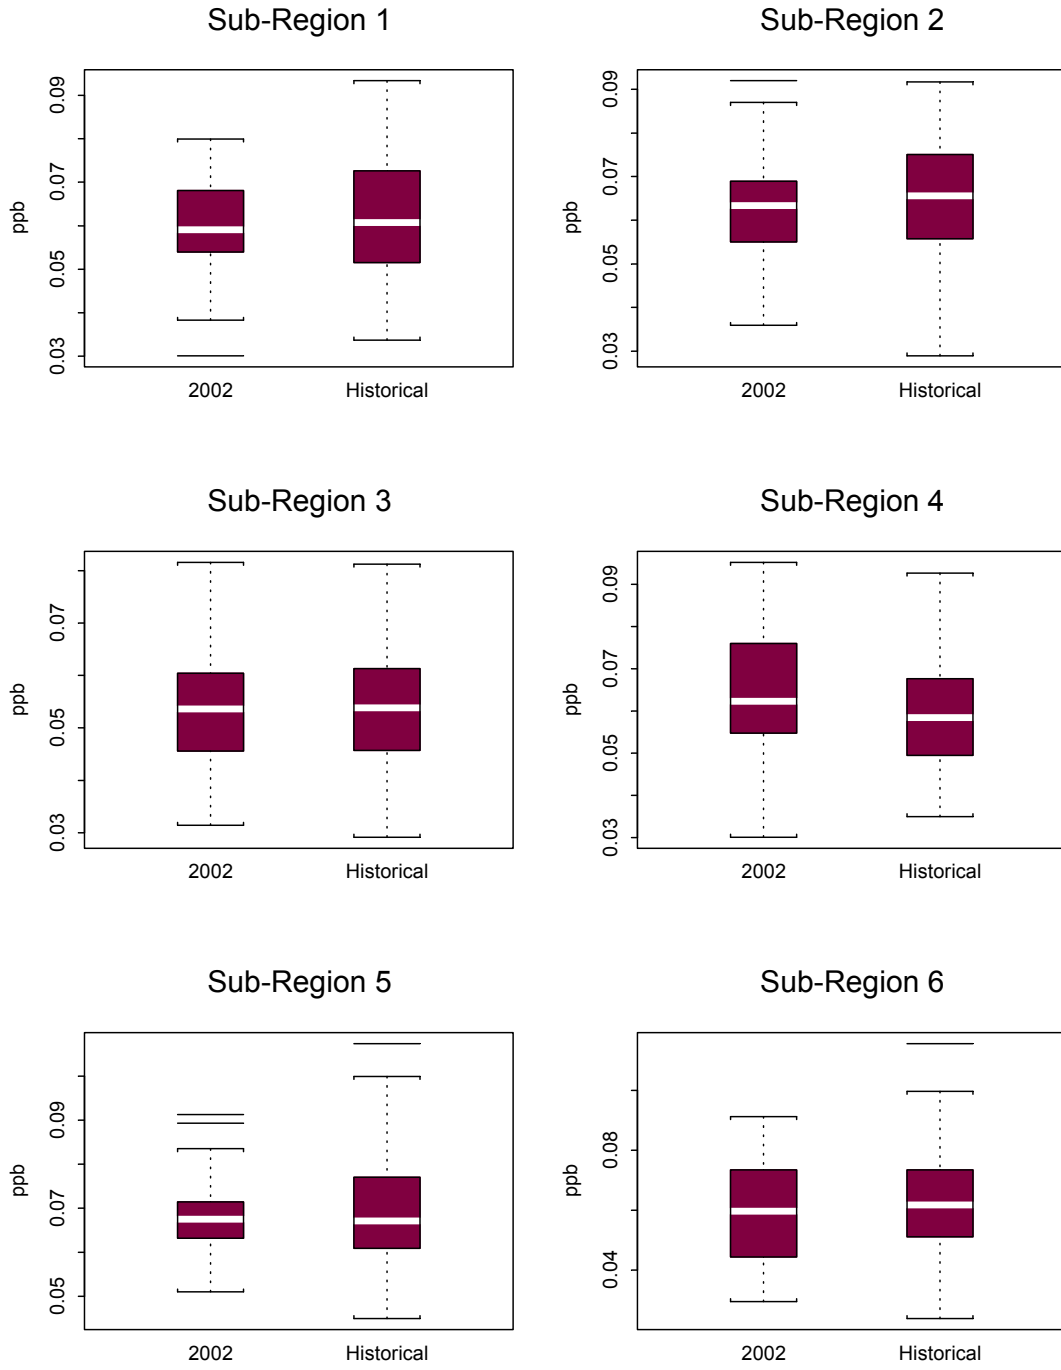 Sub-Region 1
ppb
0.03
0.05
0.07
0.09
2002 Historical
Sub-Region 2
ppb
0.03
0.05
0.07
0.09
2002 Historical
Sub-Region 3
ppb
0.03
0.05
0.07
2002 Historical
Sub-Region 4
ppb
0.03
0.05
0.07
0.09
2002 Historical
Sub-Region 5
ppb
0.05
0.07
0.09
2002 Historical
Sub-Region 6
ppb
0.04
0.08
2002 Historical